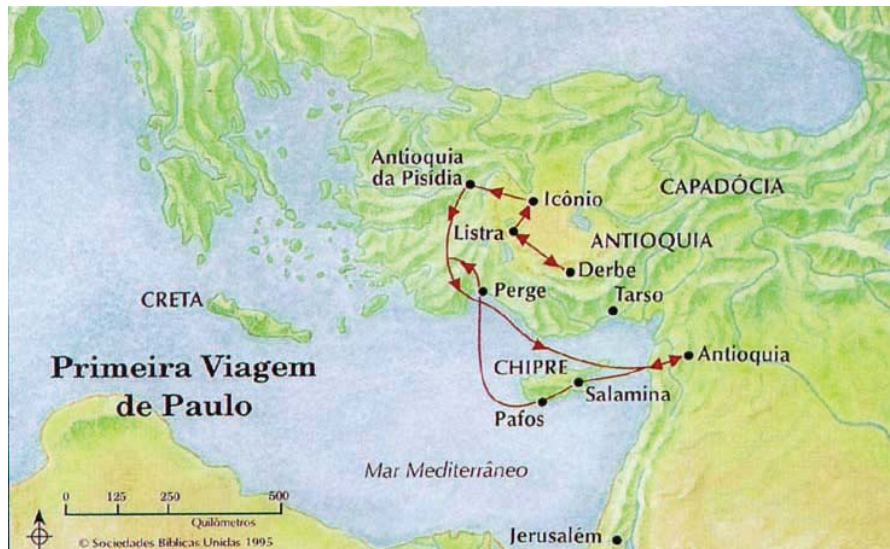 Antioquia
da Pisídia
Icônio
CAPADÓCIA
Listra
ANTIOQUIA
Derbe
Perge
Tarso
CRETA
Primeira Viagem
de Paulo
CHIPRE
Antioquia
Salamina
Pafos
Mar Mediterrâneo
0 125 250 500
Quilômetros
© Sociedades Bíblicas Unidas 1995
Jerusalém